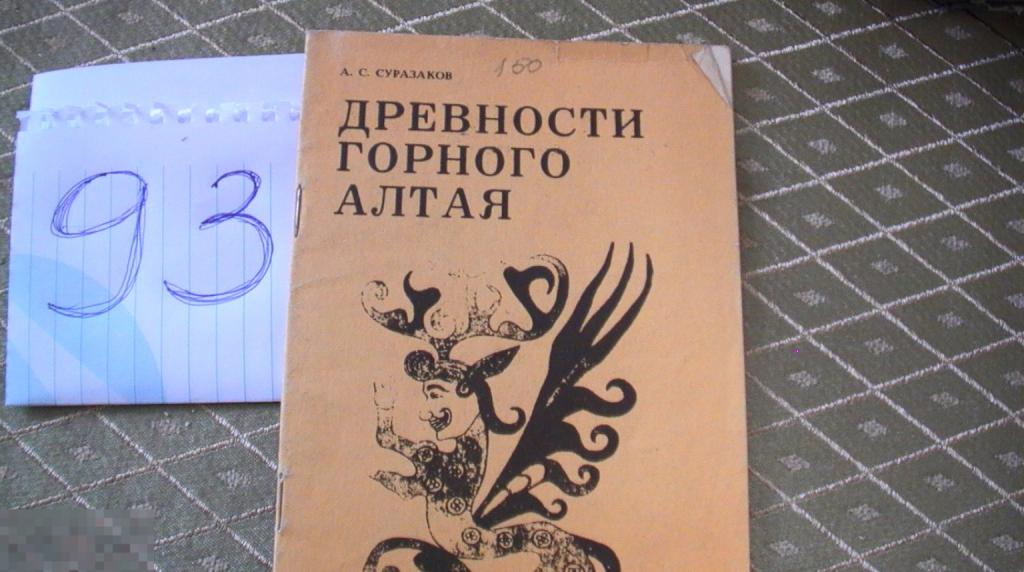 93
А. С. СУРАЗАКОВ
150
ДРЕВНОСТИ
ГОРНОГО
АЛТАЯ